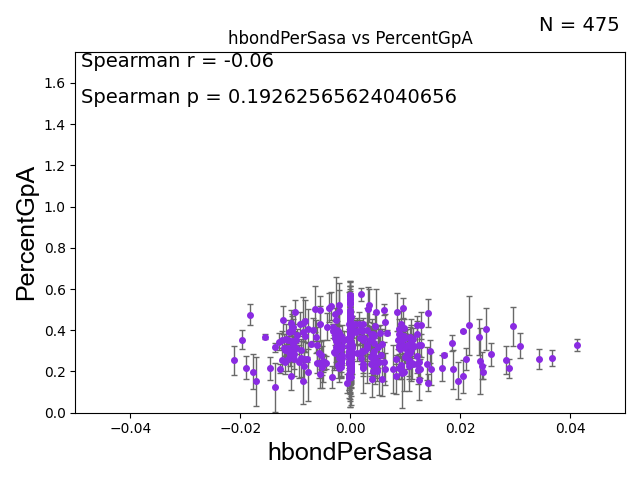 N = 475
hbondPerSasa vs PercentGpA
Spearman r = -0.06
Spearman p = 0.19262565624040656
PercentGpA
1.6
1.4
1.2
1.0
0.8
0.6
0.4
0.2
0.0
−0.04 −0.02 0.00 0.02 0.04
hbondPerSasa